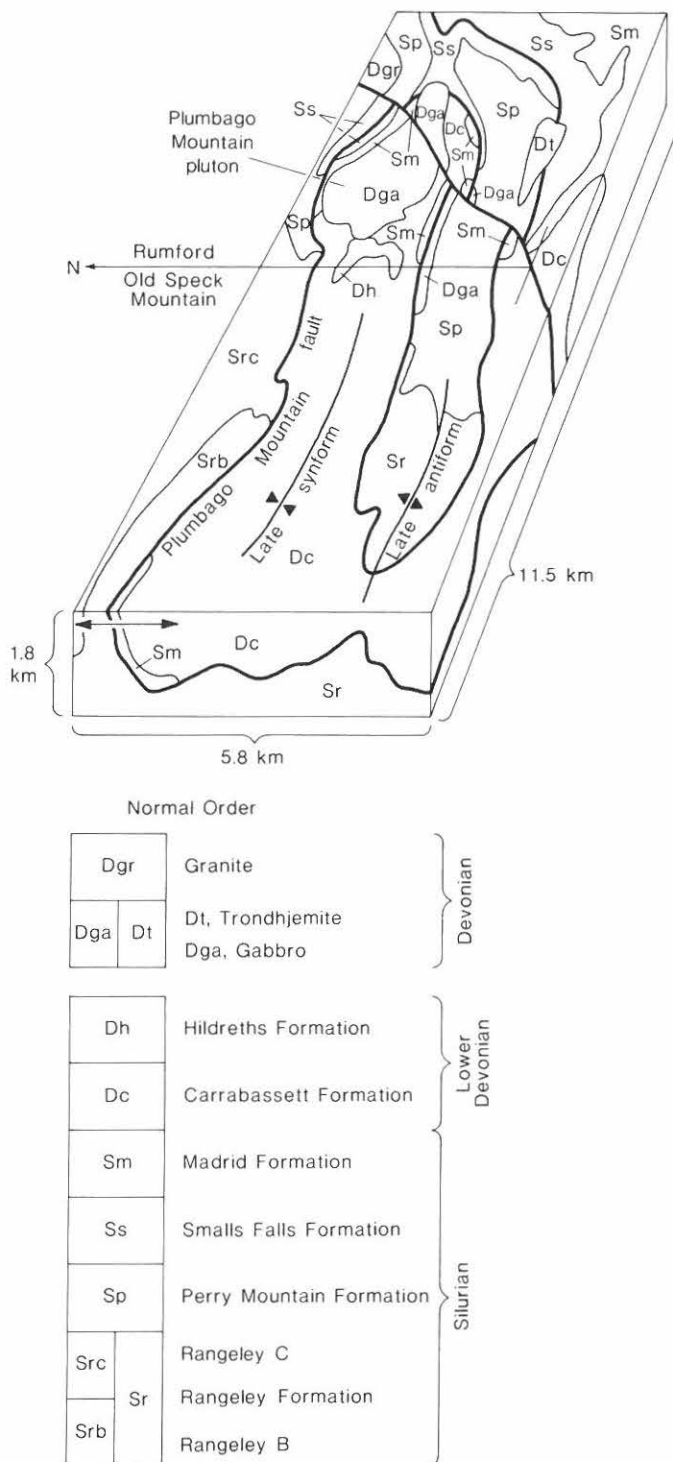 Sp
Ss
Ss
Sm
Dgr
Ss
Plumbago
Mountain
pluton
Sm
Dga
Dc
Sp
Sm
Dt
Dga
Dga
Sp
Sm
Sm
Dc
N
Rumford
Old Speck
Mountain
Dh
Dga
Sp
Src
Plumbago Mountain fault
Late synform
Srb
Sr
Late antiform
Dc
11.5 km
1.8
km
Sm
Dc
Sr
5.8 km
Normal Order
Dgr Granite
Dga Dt Dt, Trondhjemite
Dga, Gabbro
Devonian
Dh Hildreths Formation
Dc Carrabassett Formation
Lower
Devonian
Sm Madrid Formation
Ss Smalls Falls Formation
Sp Perry Mountain Formation
Src Rangeley C
Sr Rangeley Formation
Srb Rangeley B
Silurian